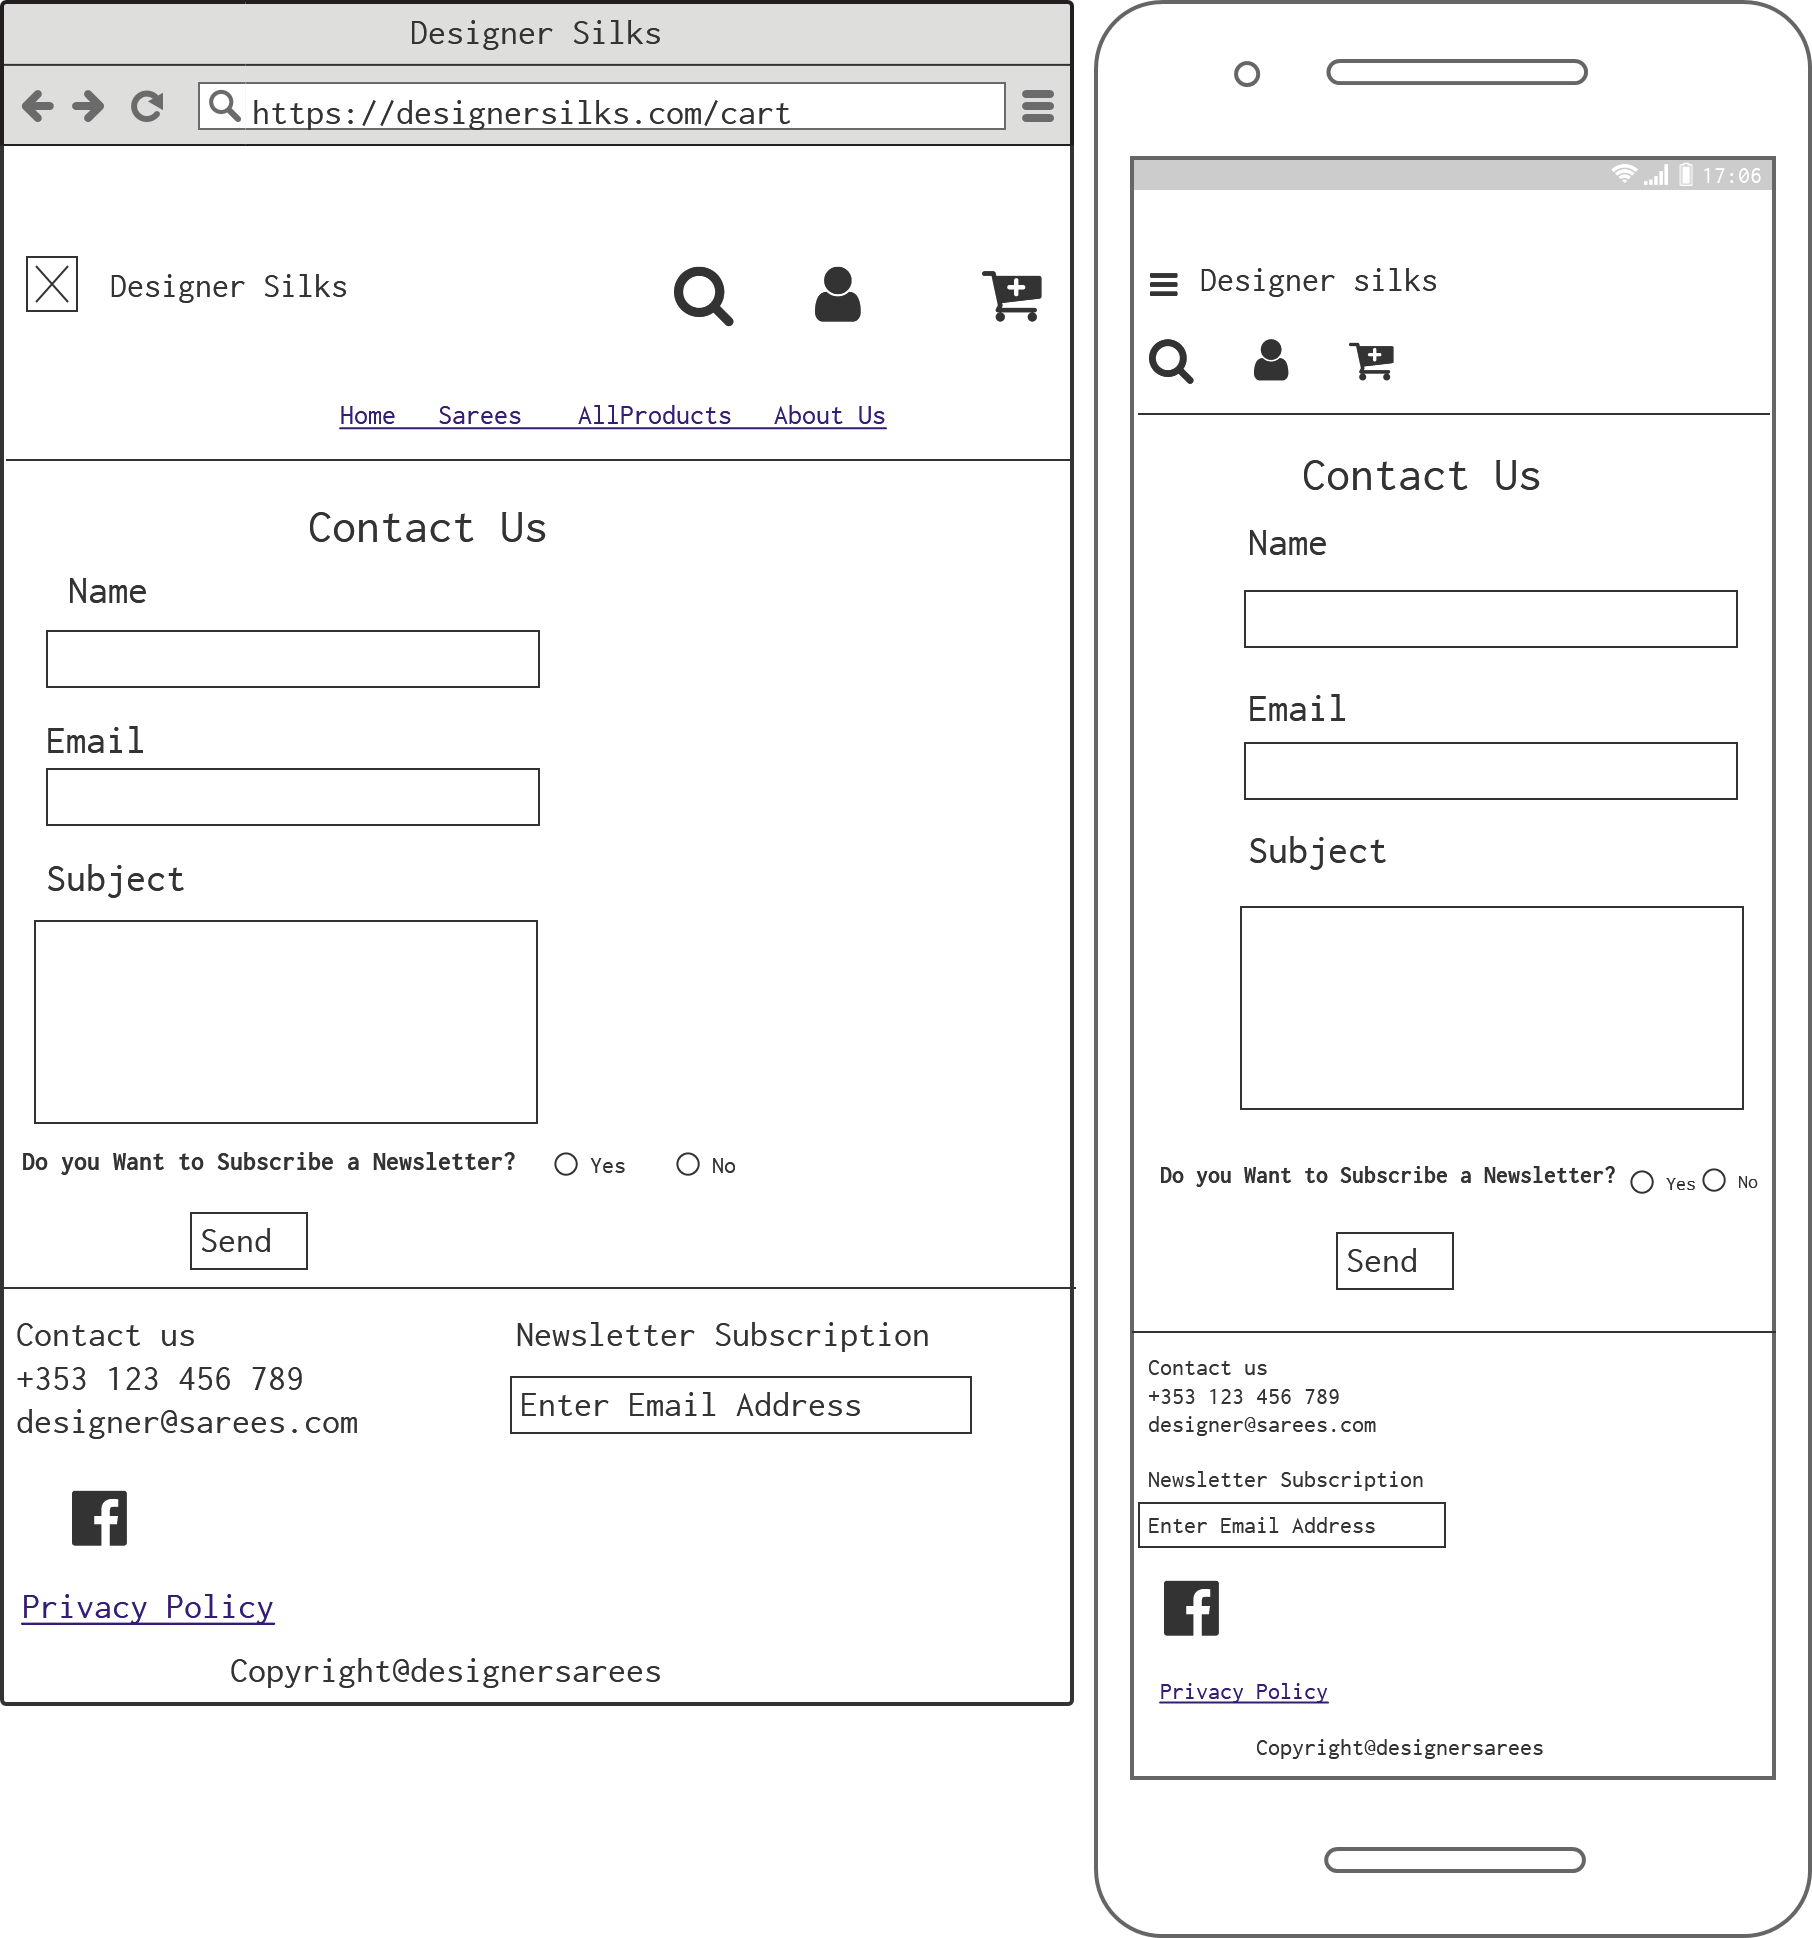 Designer Silks
https://designersilks.com/cart
Designer Silks
Home Sarees AllProducts About Us
Contact Us
Name
Email
Subject
Do you Want to Subscribe a Newsletter? Yes No
Send
Contact us
+353 123 456 789
designer@sarees.com
Newsletter Subscription
Enter Email Address
Privacy Policy
Copyright@designersarees
17:06
Designer silks
Contact Us
Name
Email
Subject
Do you Want to Subscribe a Newsletter? Yes No
Send
Contact us
+353 123 456 789
designer@sarees.com
Newsletter Subscription
Enter Email Address
Privacy Policy
Copyright@designersarees